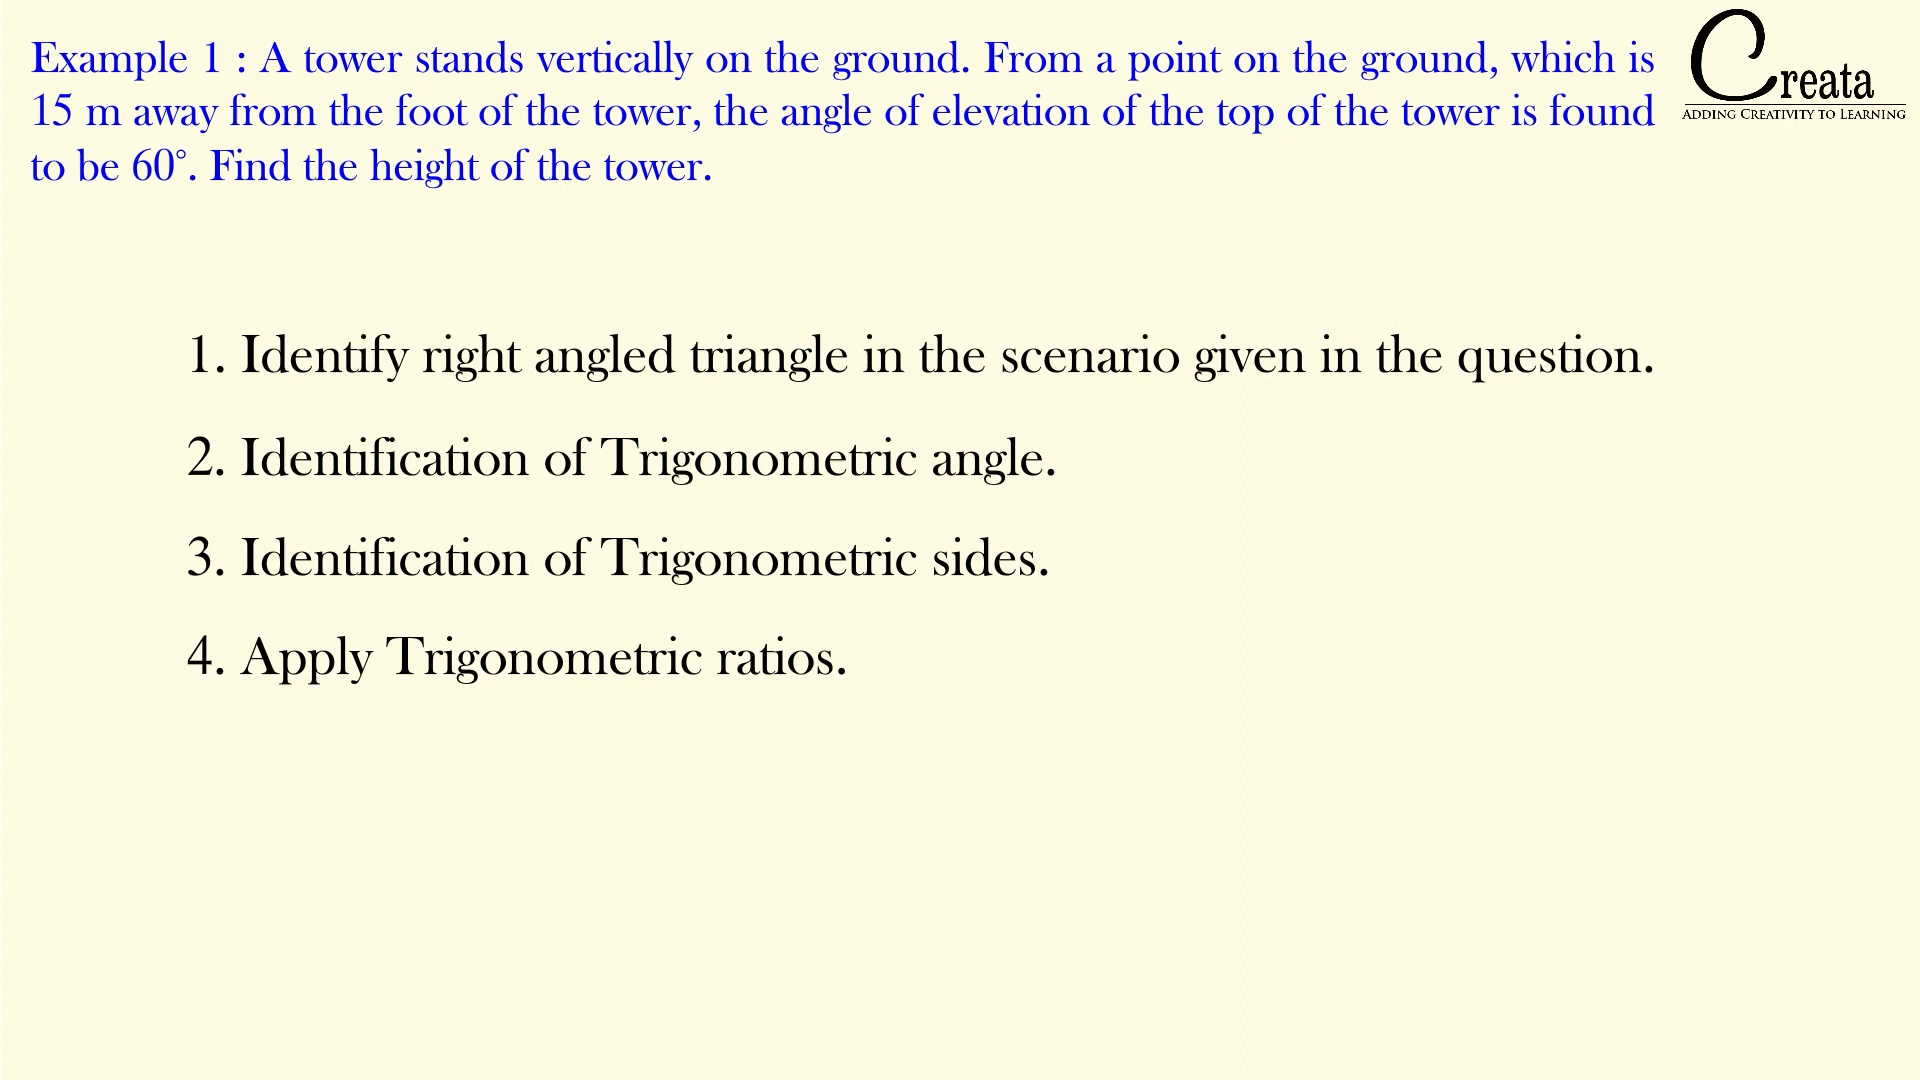 Example 1 : A tower stands vertically on the ground. From a point on the ground, which is
15 m away from the foot of the tower, the angle of elevation of the top of the tower is found
to be 60°. Find the height of the tower.
Creata
ADDING CREATIVITY TO LEARNING
1. Identify right angled triangle in the scenario given in the question.
2. Identification of Trigonometric angle.
3. Identification of Trigonometric sides.
4. Apply Trigonometric ratios.